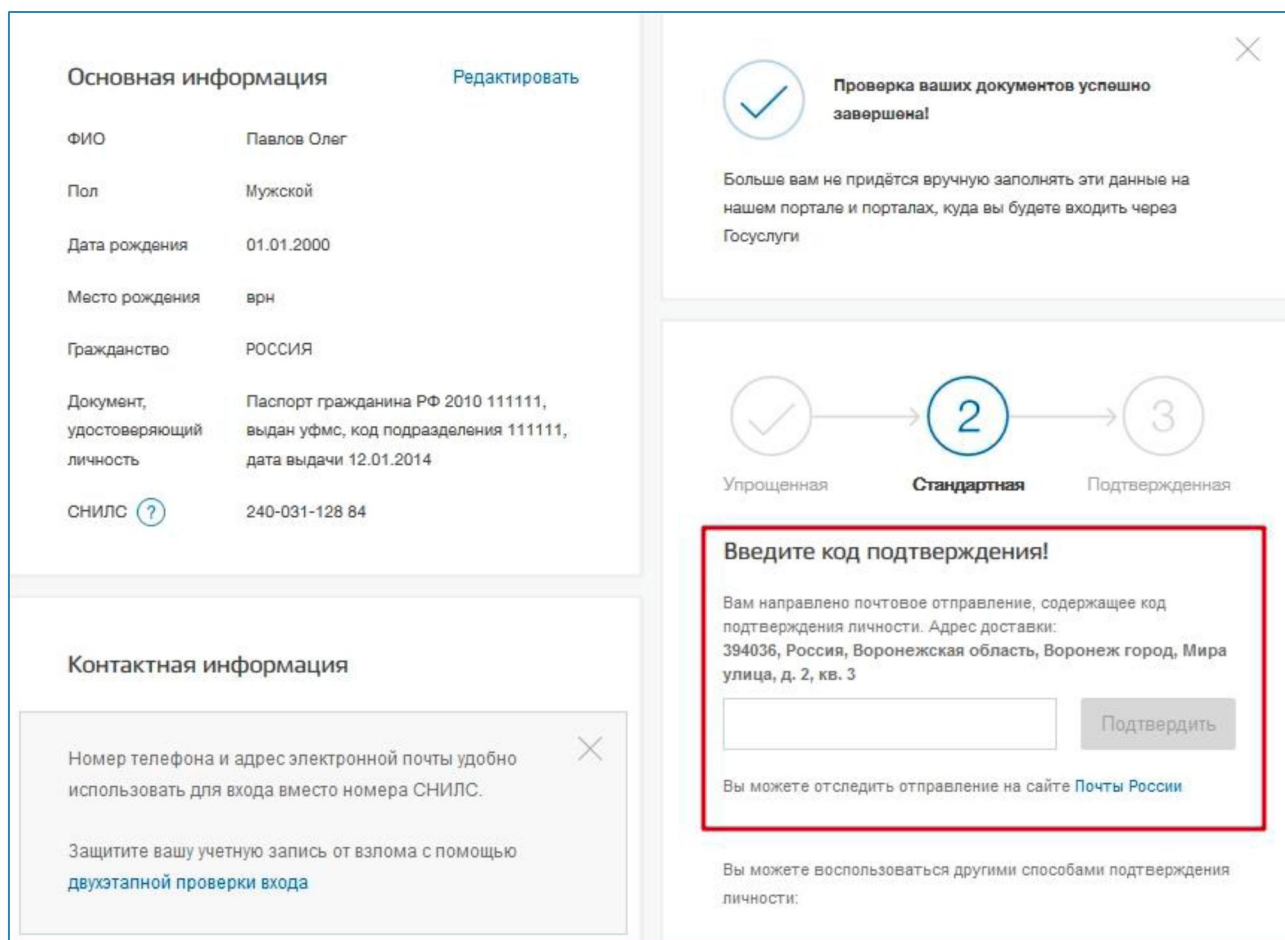 Основная информация
Редактировать
ФИО
Павлов Олег
Пол
Мужской
Дата рождения
01.01.2000
Место рождения
врн
Гражданство
РОССИЯ
Документ,
удостоверяющий
личность
Паспорт гражданина РФ 2010 111111,
выдан уфмс, код подразделения 111111,
дата выдачи 12.01.2014
СНИЛС ?
240-031-128 84
Контактная информация
Номер телефона и адрес электронной почты удобно
использовать для входа вместо номера СНИЛС.
Защитите вашу учетную запись от взлома с помощью
двухэтапной проверки входа
Проверка ваших документов успешно
завершена!
Больше вам не придётся вручную заполнять эти данные на
нашем портале и порталах, куда вы будете входить через
Госуслуги
2
3
Упрощенная
Стандартная
Подтвержденная
Введите код подтверждения!
Вам направлено почтовое отправление, содержащее код
подтверждения личности. Адрес доставки:
394036, Россия, Воронежская область, Воронеж город, Мира
улица, д. 2, кв. 3
Подтвердить
Вы можете отследить отправление на сайте Почты России
Вы можете воспользоваться другими способами подтверждения
личности: